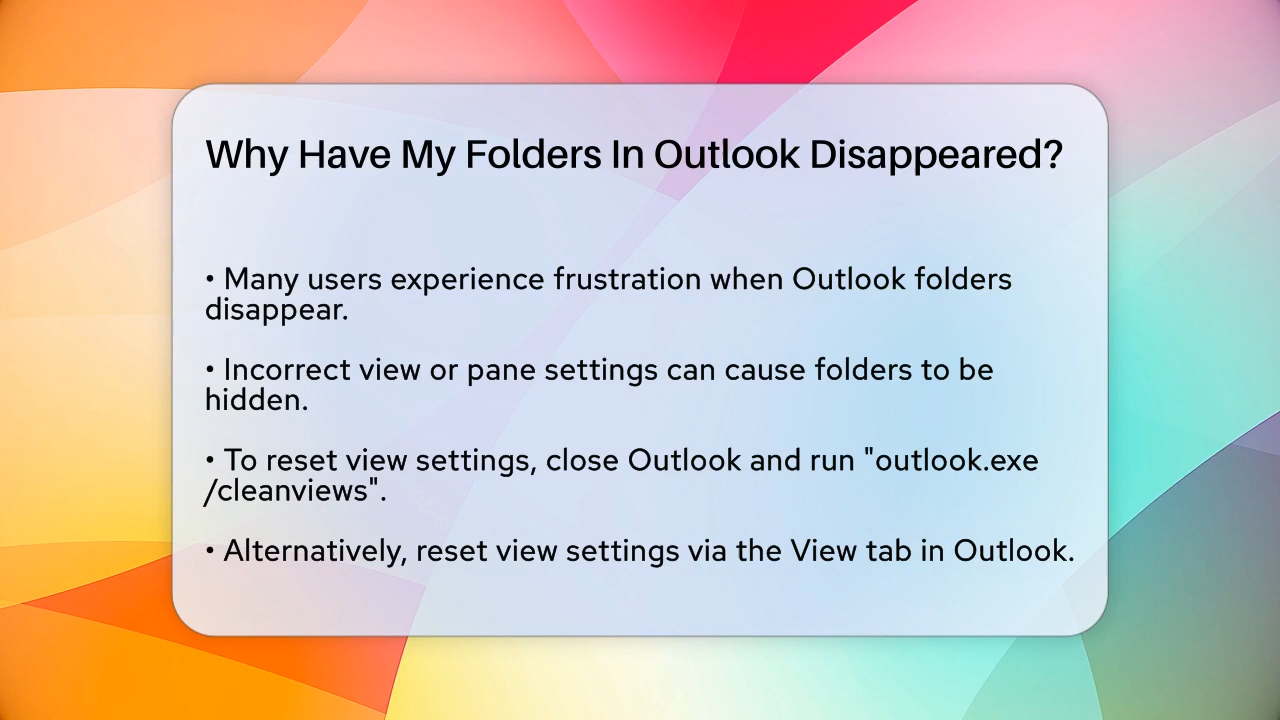 Why Have My Folders In Outlook Disappeared?
• Many users experience frustration when Outlook folders
disappear.
• Incorrect view or pane settings can cause folders to be
hidden.
• To reset view settings, close Outlook and run "outlook.exe
/cleanviews".
• Alternatively, reset view settings via the View tab in Outlook.